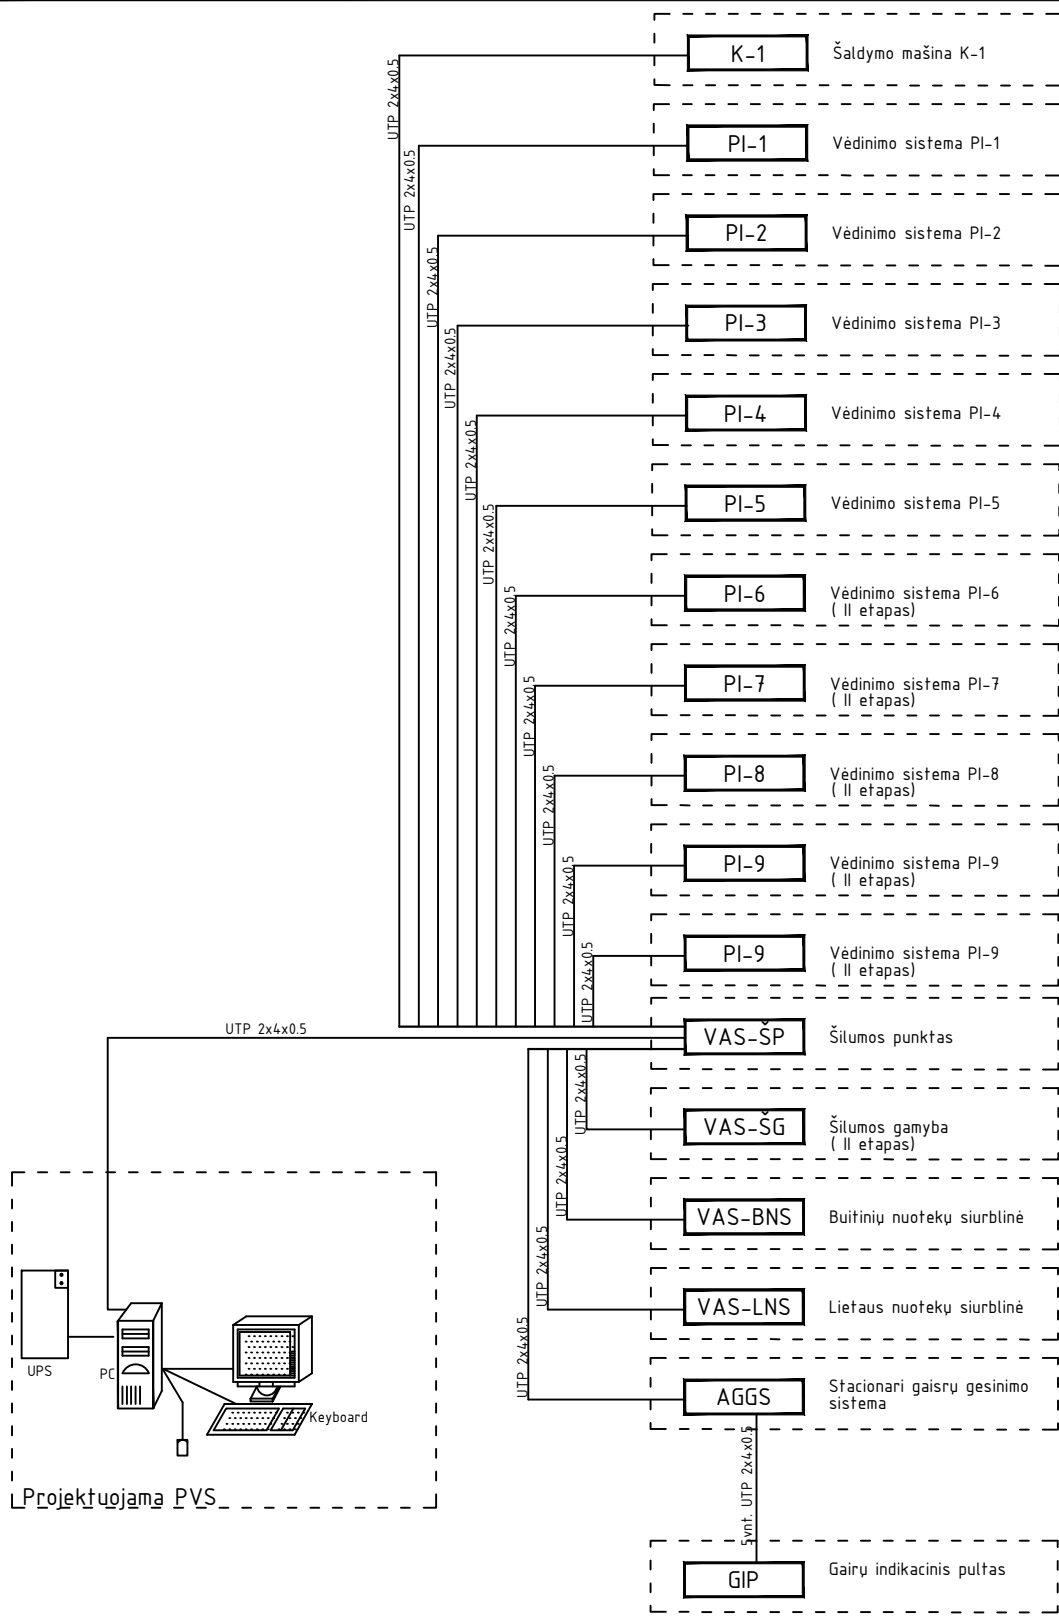 K-1
Šaldymo mašina K-1
UTP 2x4x0.5
PI-1
Vėdinimo sistema PI-1
UTP 2x4x0.5
PI-2
Vėdinimo sistema PI-2
UTP 2x4x0.5
PI-3
Vėdinimo sistema PI-3
UTP 2x4x0.5
PI-4
Vėdinimo sistema PI-4
UTP 2x4x0.5
PI-5
Vėdinimo sistema PI-5
UTP 2x4x0.5
PI-6
Vėdinimo sistema PI-6
( II etapas)
UTP 2x4x0.5
PI-7
Vėdinimo sistema PI-7
( II etapas)
UTP 2x4x0.5
PI-8
Vėdinimo sistema PI-8
( II etapas)
UTP 2x4x0.5
PI-9
Vėdinimo sistema PI-9
( II etapas)
UTP 2x4x0.5
PI-9
Vėdinimo sistema PI-9
( II etapas)
UTP 2x4x0.5
UTP 2x4x0.5
VAS-ŠP
Šilumos punktas
UTP 2x4x0.5
VAS-ŠG
Šilumos gamyba
( II etapas)
UTP 2x4x0.5
VAS-BNS
Buitinių nuotekų siurblinė
UTP 2x4x0.5
VAS-LNS
Lietaus nuotekų siurblinė
UTP 2x4x0.5
AGGS
Stacionari gaisrų gesinimo
sistema
UPS
PC
Keyboard
Projektuojama PVS
5vnt. UTP 2x4x0.5
GIP
Gairų indikacinis pultas